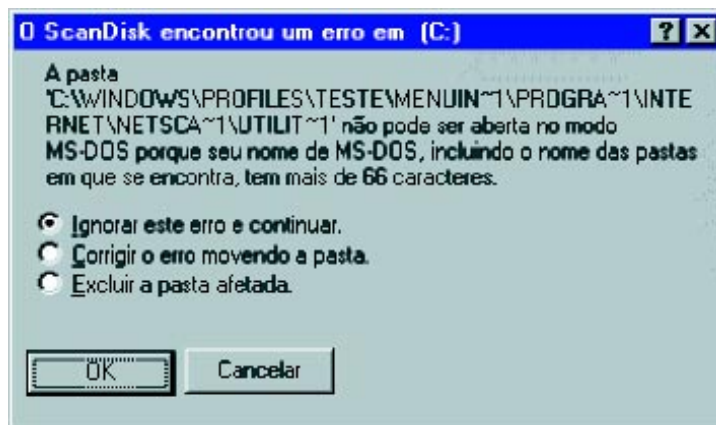 O ScanDisk encontrou um erro em (C:)
A pasta
'C:\WINDOWS\PROFILES\TESTE\MENUIN~1\PROGRA~1\INTE
RNET\NETSCA~1\UTILIT~1' não pode ser aberta no modo
MS-DOS porque seu nome de MS-DOS, incluindo o nome das pastas
em que se encontra, tem mais de 66 caracteres.
Ignorar este erro e continuar.
Corrigir o erro movendo a pasta.
Excluir a pasta afetada.
OK
Cancelar